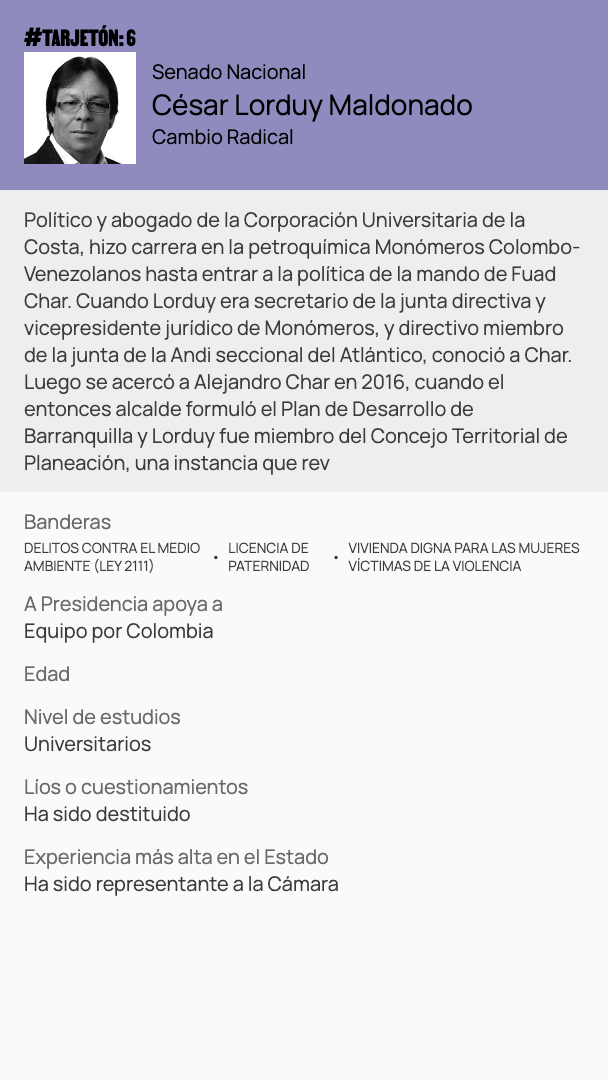 #TARJETÓN: 6
Senado Nacional
César Lorduy Maldonado
Cambio Radical
Político y abogado de la Corporación Universitaria de la
Costa, hizo carrera en la petroquímica Monómeros Colombo-
Venezolanos hasta entrar a la política de la mando de Fuad
Char. Cuando Lorduy era secretario de la junta directiva y
vicepresidente jurídico de Monómeros, y directivo miembro
de la junta de la Andi seccional del Atlántico, conoció a Char.
Luego se acercó a Alejandro Char en 2016, cuando el
entonces alcalde formuló el Plan de Desarrollo de
Barranquilla y Lorduy fue miembro del Concejo Territorial de
Planeación, una instancia que rev
Banderas
DELITOS CONTRA EL MEDIO AMBIENTE (LEY 2111) • LICENCIA DE PATERNIDAD • VIVIENDA DIGNA PARA LAS MUJERES VÍCTIMAS DE LA VIOLENCIA
A Presidencia apoya a
Equipo por Colombia
Edad
Nivel de estudios
Universitarios
Líos o cuestionamientos
Ha sido destituido
Experiencia más alta en el Estado
Ha sido representante a la Cámara